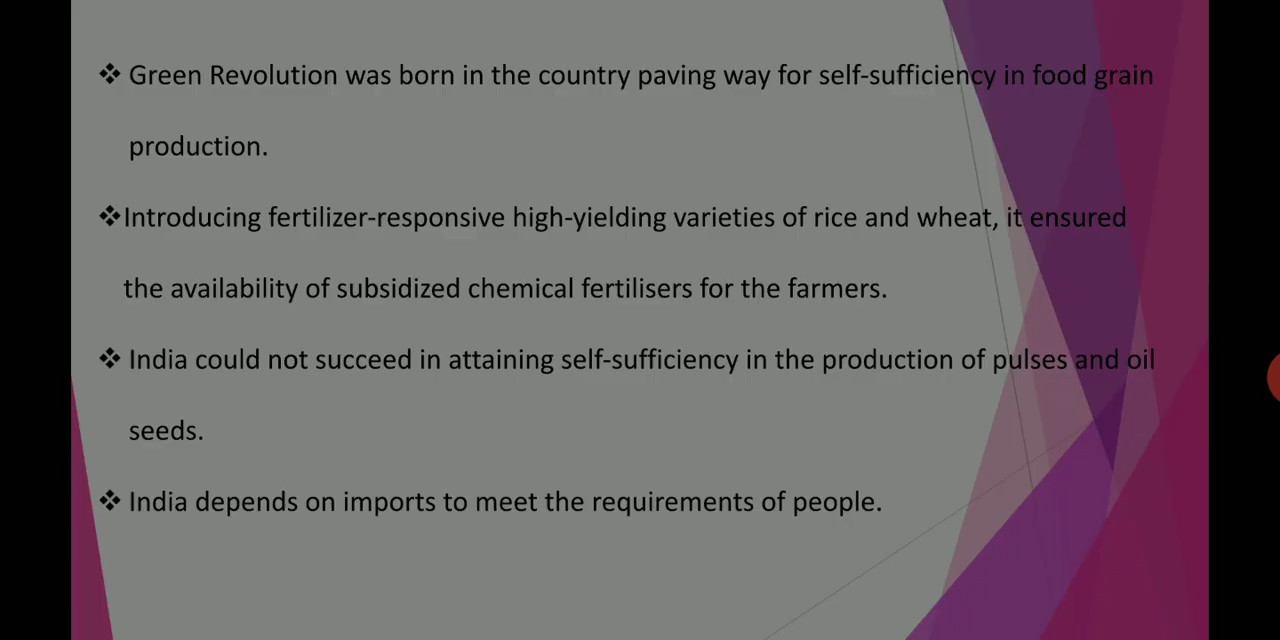 ❖ Green Revolution was born in the country paving way for self-sufficiency in food grain
production.
❖Introducing fertilizer-responsive high-yielding varieties of rice and wheat, it ensured
the availability of subsidized chemical fertilisers for the farmers.
❖ India could not succeed in attaining self-sufficiency in the production of pulses and oil
seeds.
❖ India depends on imports to meet the requirements of people.